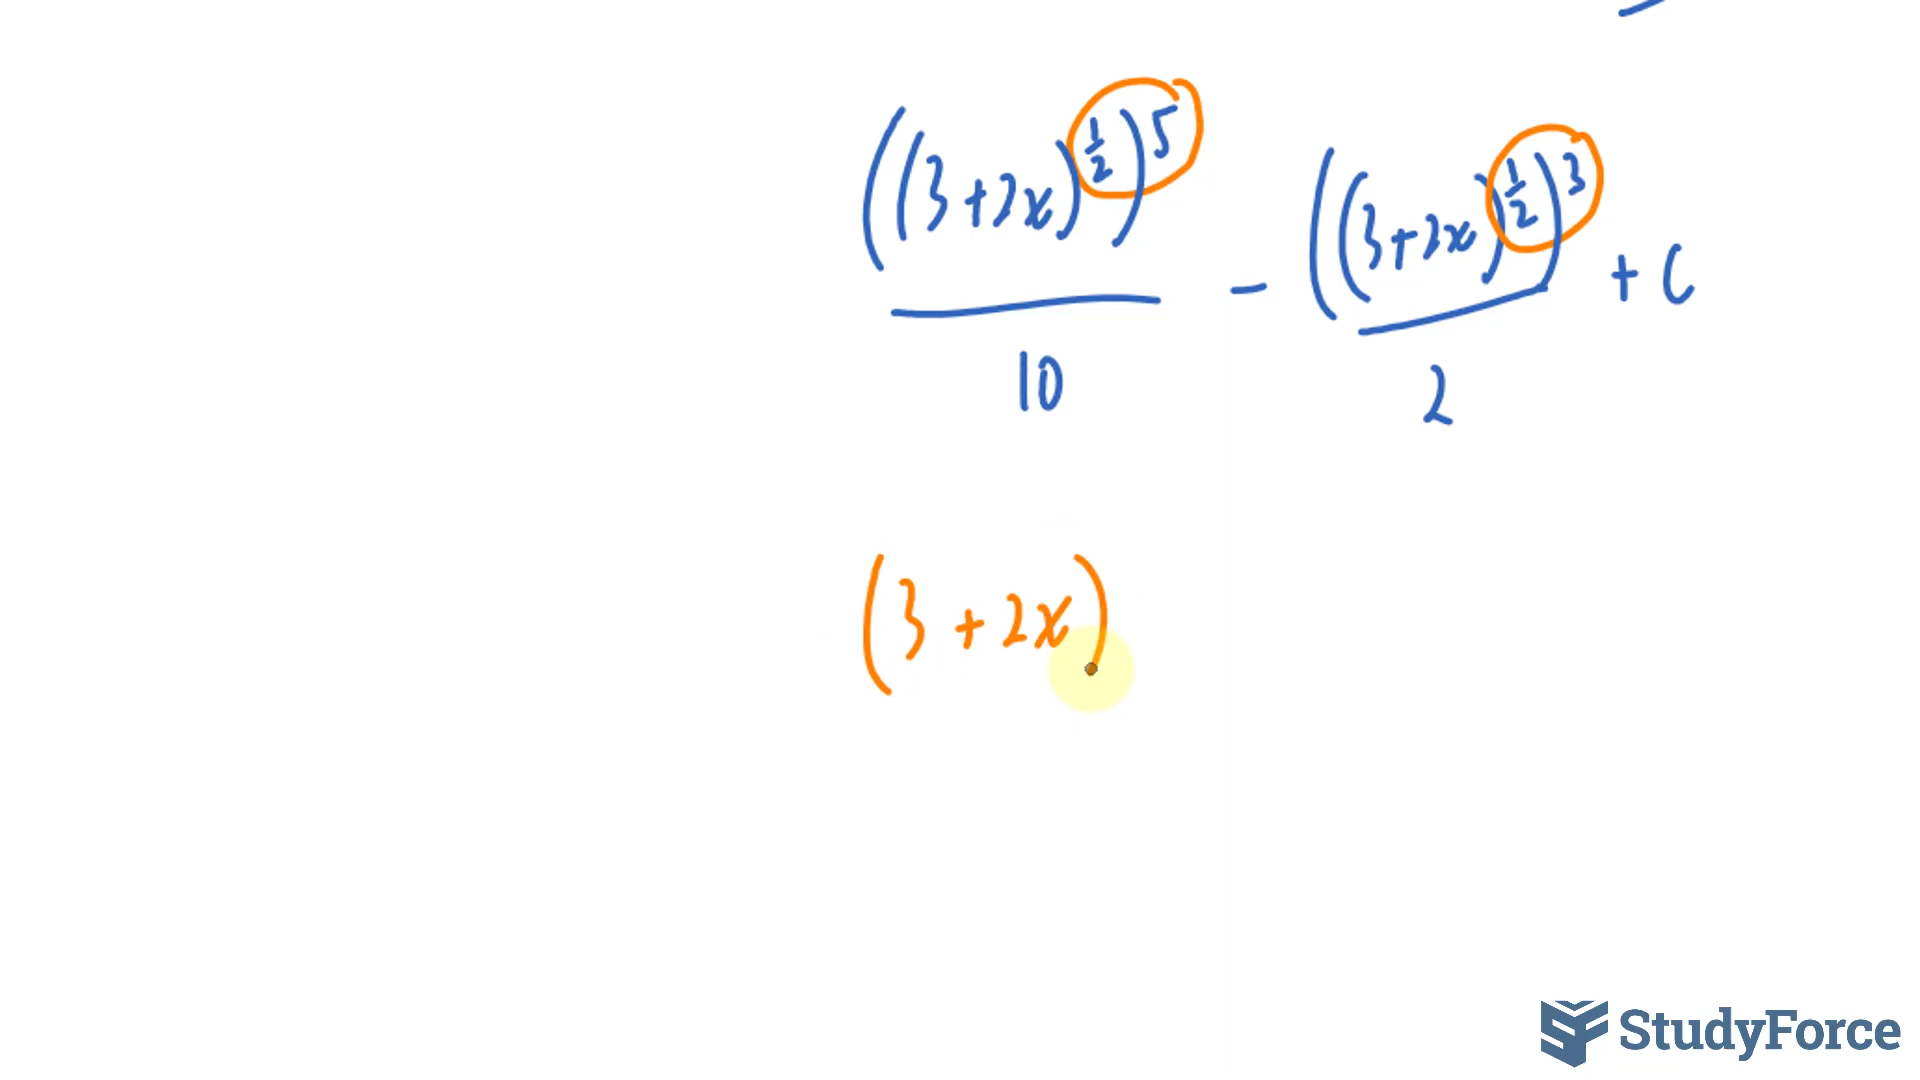 ((3+2x)^{1/2})^5 / 10 - ((3+2x)^{1/2})^3 / 2 + C
(3+2x)
StudyForce